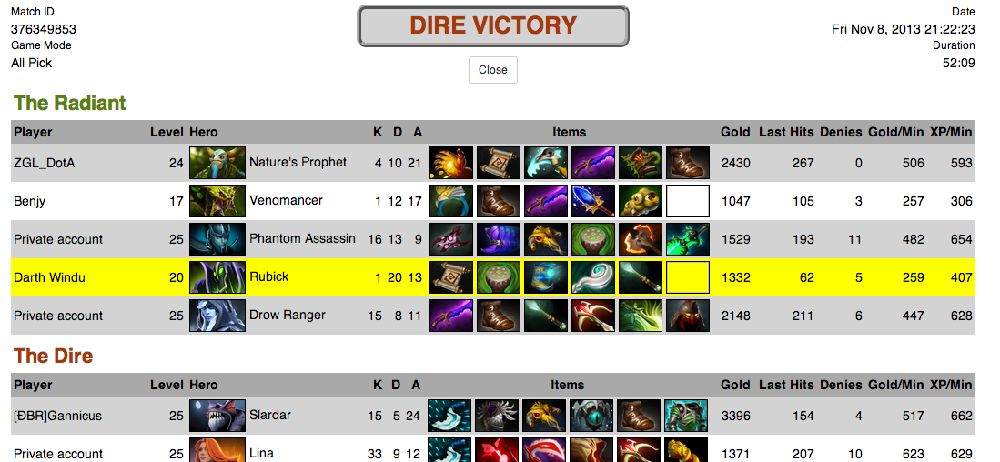 Match ID
376349853
Game Mode
All Pick
DIRE VICTORY
Close
Date
Fri Nov 8, 2013 21:22:23
Duration
52:09
The Radiant
Player Level Hero K D A Items Gold Last Hits Denies Gold/Min XP/Min
ZGL_DotA 24 Nature's Prophet 4 10 21 2430 267 0 506 593
Benjy 17 Venomancer 1 12 17 1047 105 3 257 306
Private account 25 Phantom Assassin 16 13 9 1529 193 11 482 654
Darth Windu 20 Rubick 1 20 13 1332 62 5 259 407
Private account 25 Drow Ranger 15 8 11 2148 211 6 447 628
The Dire
Player Level Hero K D A Items Gold Last Hits Denies Gold/Min XP/Min
[ĐBR]Gannicus 25 Slardar 15 5 24 3396 154 4 517 662
Private account 25 Lina 33 9 12 1371 207 10 623 629